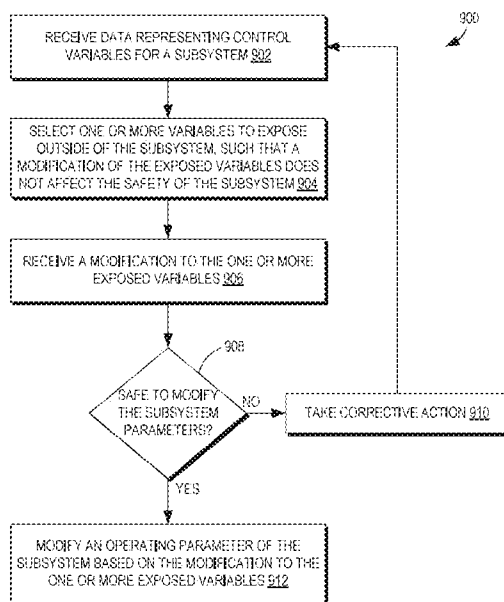 900
RECEIVE DATA REPRESENTING CONTROL
VARIABLES FOR A SUBSYSTEM 902
SELECT ONE OR MORE VARIABLES TO EXPOSE
OUTSIDE OF THE SUBSYSTEM, SUCH THAT A
MODIFICATION OF THE EXPOSED VARIABLES DOES
NOT AFFECT THE SAFETY OF THE SUBSYSTEM 904
RECEIVE A MODIFICATION TO THE ONE OR MORE
EXPOSED VARIABLES 906
908
SAFE TO MODIFY
THE SUBSYSTEM
PARAMETERS?
NO
TAKE CORRECTIVE ACTION 910
YES
MODIFY AN OPERATING PARAMETER OF THE
SUBSYSTEM BASED ON THE MODIFICATION TO THE
ONE OR MORE EXPOSED VARIABLES 912